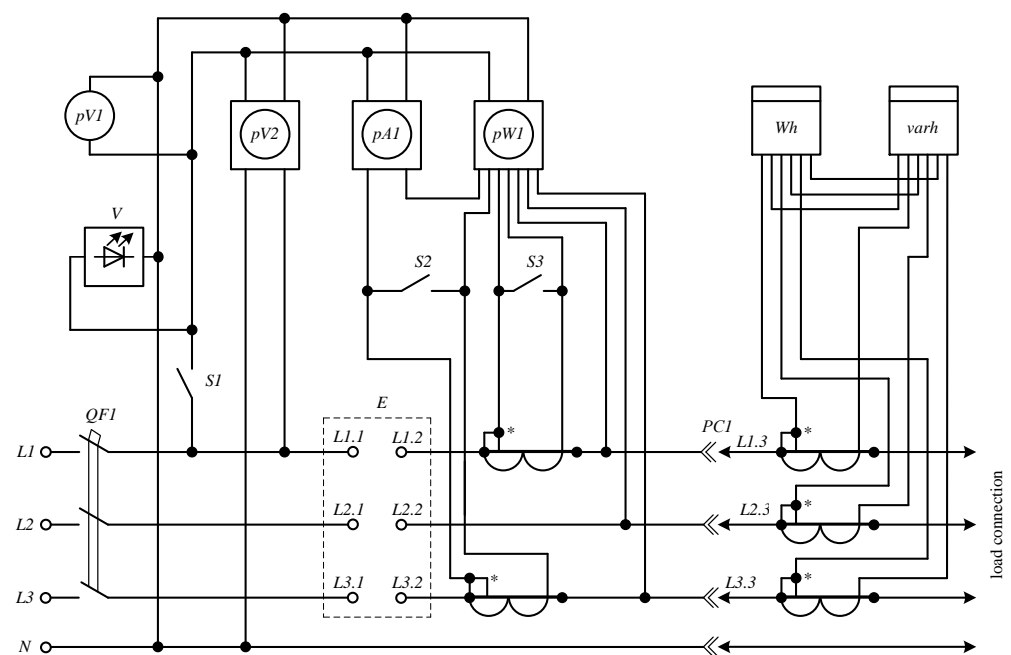 pV1
pV2
pA1
pW1
Wh
varh
V
S2
S3
S1
E
QF1
PC1
L1
L1.1
L1.2
*
L1.3
*
L2
L2.1
L2.2
L2.3
*
L3
L3.1
L3.2
*
L3.3
*
N
load connection